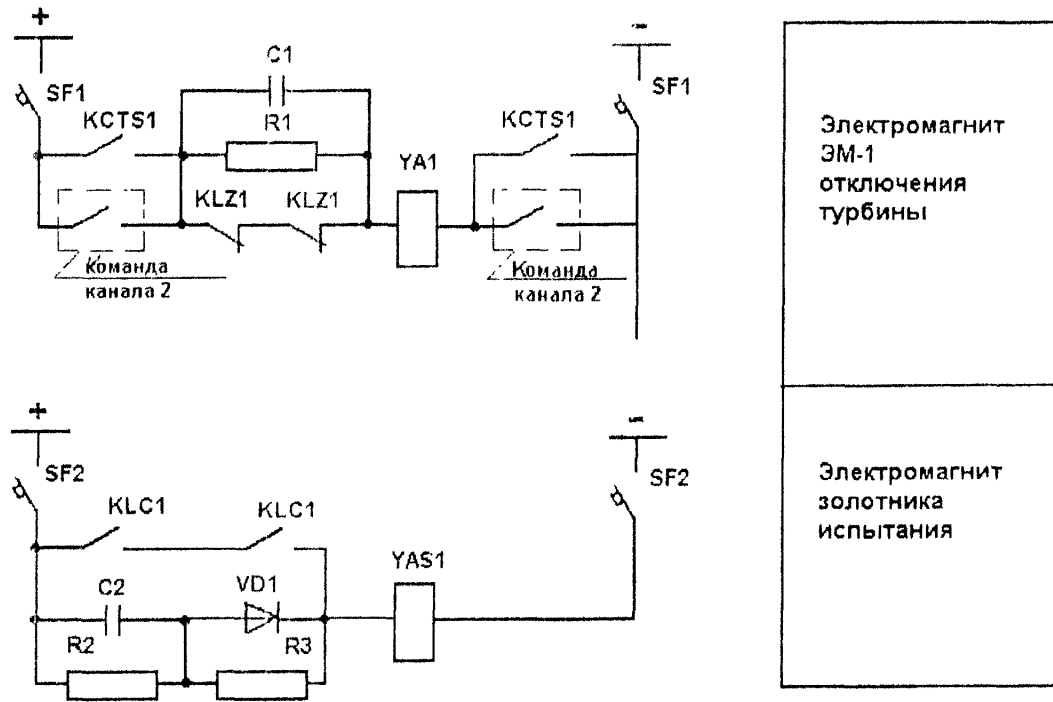 +
-
SF1
C1
SF1
KCTS1
R1
KCTS1
YA1
KLZ1
KLZ1
Команда
канала 2
Команда
канала 2
Электромагнит
ЭМ-1
отключения
турбины
+
-
SF2
SF2
KLC1
KLC1
YAS1
C2
VD1
R2
R3
Электромагнит
золотника
испытания